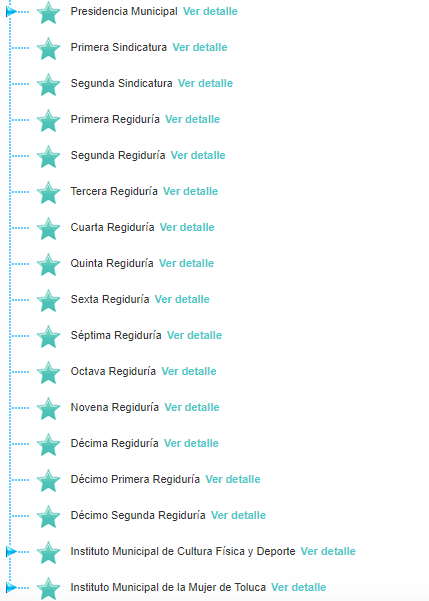 Presidencia Municipal Ver detalle
Primera Sindicatura Ver detalle
Segunda Sindicatura Ver detalle
Primera Regiduría Ver detalle
Segunda Regiduría Ver detalle
Tercera Regiduría Ver detalle
Cuarta Regiduría Ver detalle
Quinta Regiduría Ver detalle
Sexta Regiduría Ver detalle
Séptima Regiduría Ver detalle
Octava Regiduría Ver detalle
Novena Regiduría Ver detalle
Décima Regiduría Ver detalle
Décimo Primera Regiduría Ver detalle
Décimo Segunda Regiduría Ver detalle
Instituto Municipal de Cultura Física y Deporte Ver detalle
Instituto Municipal de la Mujer de Toluca Ver detalle